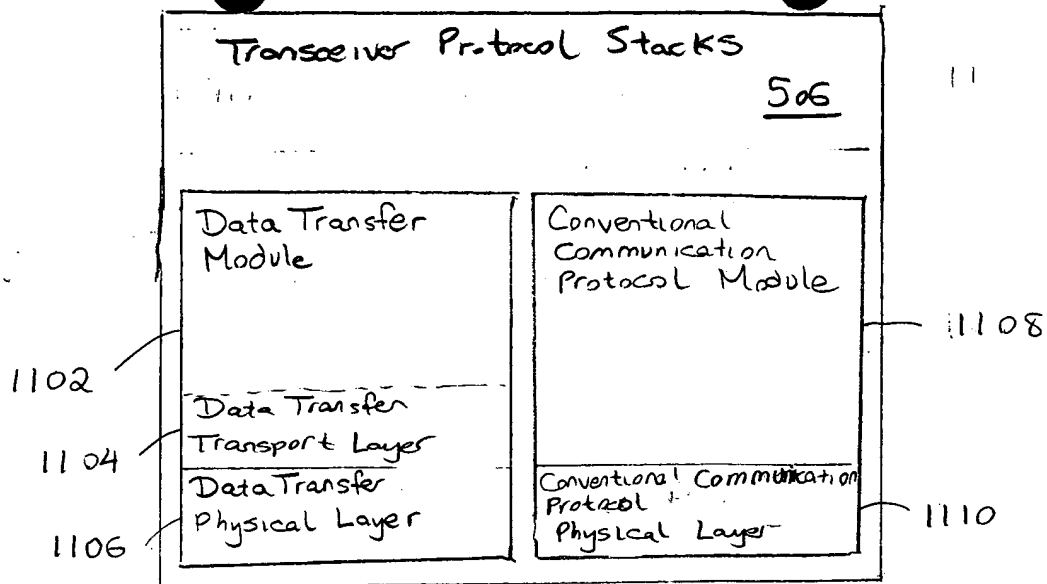 Transceiver Protocol Stacks
506
11
Data Transfer
Module
1102
Data Transfer
Transport Layer
1104
Data Transfer
Physical Layer
1106
Conventional
Communication
Protocol Module
1108
Conventional Communication
Protocol
Physical Layer
1110